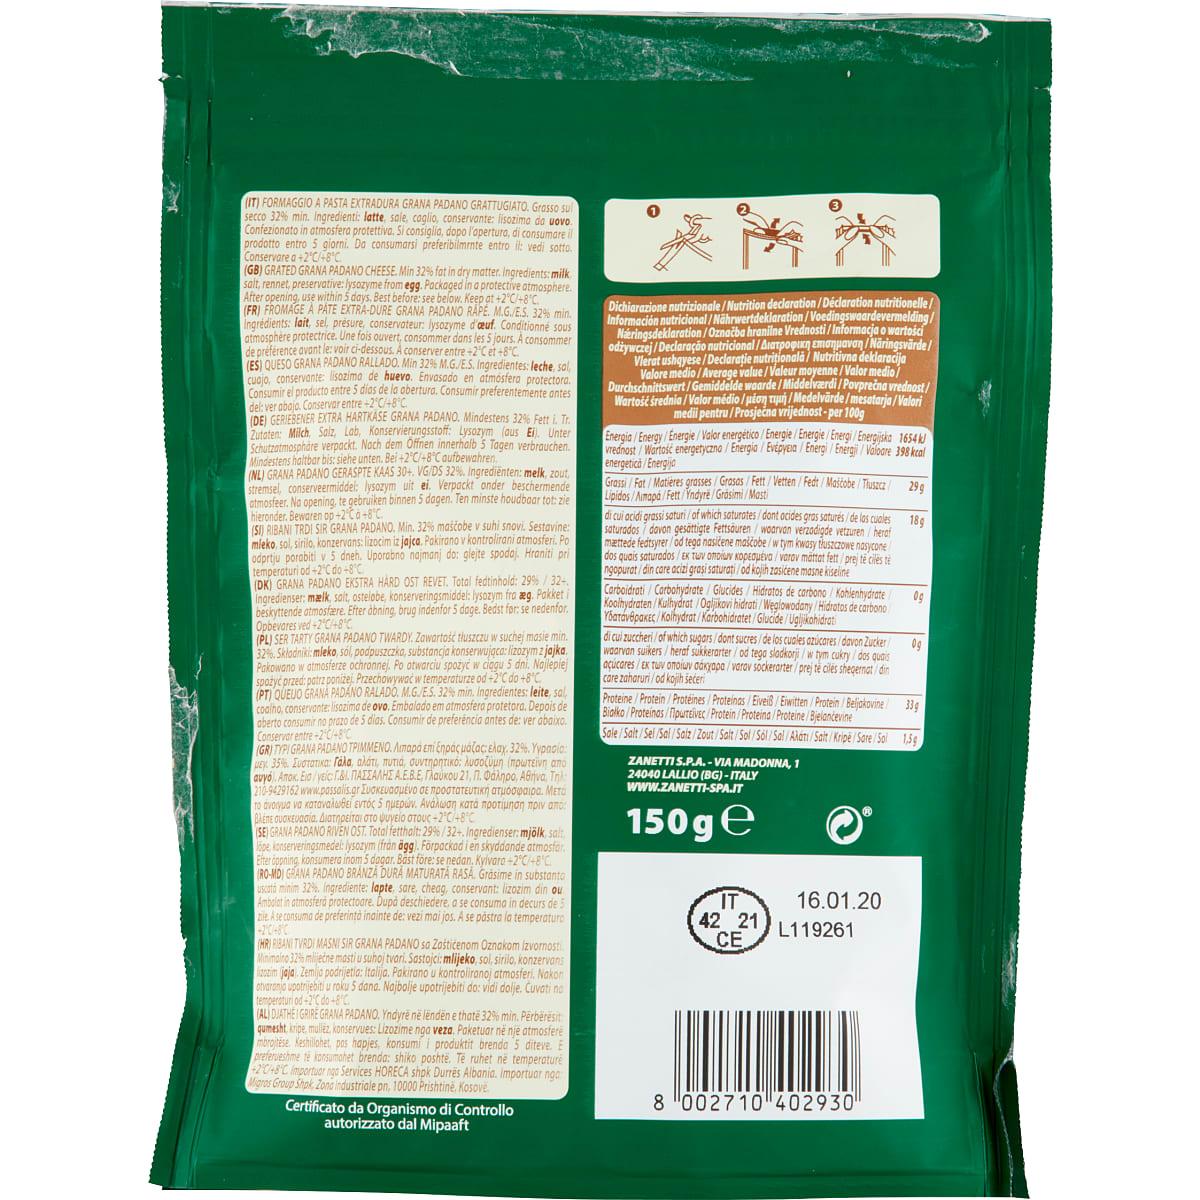 (IT) FORMAGGIO A PASTA EXTRADURA GRANA PADANO GRATTUGIATO. Grasso sul
secco 32% min. Ingredienti: latte, sale, caglio, conservante: lisozima da uovo.
Confezionato in atmosfera protettiva. Si consiglia, dopo l'apertura, di consumare il
prodotto entro 5 giorni. Da consumarsi preferibilmrnte entro il: vedi sotto.
Conservare a +2°C/+8°C.
(GB) GRATED GRANA PADANO CHEESE. Min 32% fat in dry matter. Ingredients: milk,
salt, rennet, preservative: lysozyme from egg. Packaged in a protective atmosphere.
After opening, use within 5 days. Best before: see below. Keep at +2°C/+8°C.
(FR) FROMAGE À PÂTE EXTRA-DURE GRANA PADANO RÂPÉ. M.G./E.S. 32% min.
Ingrédients: lait, sel, présure, conservateur: lysozyme d'œuf. Conditionné sous
atmosphère protectrice. Une fois ouvert, consommer dans les 5 jours. À consommer
de préférence avant le: voir ci-dessous. À conserver entre +2°C et +8°C.
(ES) QUESO GRANA PADANO RALLADO. Min 32% M.G./E.S. Ingredientes: leche, sal,
cuajo, conservante: lisozima de huevo. Envasado en atmósfera protectora.
Consumir el producto entre 5 días de la abertura. Consumir preferentemente antes
del: ver abajo. Conservar entre +2°C/+8°C.
(DE) GERIEBENER EXTRA HARTKÄSE GRANA PADANO. Mindestens 32% Fett i. Tr.
Zutaten: Milch, Salz, Lab, Konservierungsstoff: Lysozym (aus Ei). Unter
Schutzatmosphäre verpackt. Nach dem Öffnen innerhalb 5 Tagen verbrauchen.
Mindestens haltbar bis: siehe unten. Bei +2°C/+8°C aufbewahren.
(NL) GRANA PADANO GERASPTE KAAS 30+. VG/DS 32%. Ingrediënten: melk, zout,
stremsel, conserveermiddel: lysozym uit ei. Verpackt onder beschermende
atmosfeer. Na opening, te gebruiken binnen 5 dagen. Ten minste houdbaar tot: zie
hieronder. Bewaren op +2°C à +8°C.
(SI) RIBANI TRDI SIR GRANA PADANO. Min. 32% maščobe v suhi snovi. Sestavine:
mleko, sol, sirilo, konzervans: lizocim iz jajca. Pakirano v kontrolirani atmosferi. Po
odprtju porabiti v 5 dneh. Uporabno najmanj do: glejte spodaj. Hraniti pri
temperaturi od +2°C do +8°C.
(DK) GRANA PADANO EKSTRA HÅRD OST REVET. Total fedtinhold: 29% / 32+.
Ingredienser: mælk, salt, osteløbe, konserveringsmiddel: lysozym fra æg. Pakket i
beskyttende atmosfære. Efter åbning, brug indenfor 5 dage. Bedst før: se nedenfor.
Opbevares ved +2°C/+8°C.
(PL) SER TARTY GRANA PADANO TWARDY. Zawartość tłuszczu w suchej masie min.
32%. Składniki: mleko, sól, podpuszczka, substancja konserwująca: lizozym z jajka.
Pakowano w atmosferze ochronnej. Po otwarciu spożyć w ciągu 5 dni. Najlepiej
spożyć przed: patrz poniżej. Przechowywać w temperaturze od +2°C do +8°C.
(PT) QUEIJO GRANA PADANO RALADO. M.G./E.S. 32% min. Ingredientes: leite, sal,
coalho, conservante: lisozima de ovo. Embalado em atmosfera protetora. Depois de
aberto consumir no prazo de 5 dias. Consumir de preferência antes de: ver abaixo.
Conservar entre +2°C/+8°C.
(GR) ΤΥΡΙ GRANA PADANO ΤΡΙΜΜΕΝΟ. Λιπαρά επί ξηράς μάζας: ελαχ. 32%. Υγρασία:
μεγ. 35%. Συστατικα: Γάλα, αλάτι, πυτιά, συντηρητικό: λυσοζύμη (πρωτεΐνη από
αυγό). Αποκ. Εισ / γείς: Γ.&Ι. ΠΑΣΣΑΛΗΣ Α.Ε.Β.Ε, Γλαύκου 21, Π. Φάληρο, Αθήνα, Τηλ:
210-9429162 www.passalis.gr Συσκευασμένο σε προστατευτική ατμόσφαιρα. Μετά
το άνοιγμα να καταναλωθεί εντός 5 ημερών. Ανάλωση κατά προτίμηση πριν από:
βλέπε συσκευασία. Διατηρείται στο ψυγείο στους +2°C/+8°C.
(SE) GRANA PADANO RIVEN OST. Total fetthalt: 29% / 32+. Ingredienser: mjölk, salt,
löpe, konserveringsmedel: lysozym (från ägg). Förpackad i en skyddande atmosfär.
Efter öppning, konsumera inom 5 dagar. Bäst före: se nedan. Kylvara +2°C/+8°C.
(RO-MD) GRANA PADANO BRÂNZĂ DURĂ MATURATĂ RASĂ. Grăsime în substanta
uscată minim 32%. Ingrediente: lapte, sare, cheag, conservant: lizozim din ou.
Ambalat in atmosferă protectoare. După deschidere, a se consuma in decurs de 5
zile. A se consuma de preferintă inainte de: vezi mai jos. A se păstra la temperatura
+2°C/+8°C.
(HR) RIBANI TVRDI MASNI SIR GRANA PADANO sa Zaštićenom Oznakom Izvornosti.
Minimalno 32% mliječne masti u suhoj tvari. Sastojci: mlijeko, sol, sirilo, konzervans
lizozim (jaja). Zemlja podrijetla: Italija. Pakirano u kontroliranoj atmosferi. Nakon
otvaranja upotrijebiti u roku 5 dana. Najbolje upotrijebiti do: vidi dolje. Čuvati na
temperaturi od +2°C do +8°C.
(AL) DJATHË I GRIRË GRANA PADANO. Yndyrë në lëndën e thatë 32% min. Përbërësit:
qumesht, kripe, mullëz, konservues: Lizozime nga veza. Paketuar në një atmosferë
mbrojtëse. Këshillohet, pas hapjes, konsumi i produktit brenda 5 diteve. E
preferueshme të konsumohet brenda: shiko poshtë. Të ruhet në temperaturë
+2°C/+8°C. Importuar nga Services HORECA shpk Durrës Albania. Importuar nga:
Migros Group Shpk, Zona industriale pn, 10000 Prishtinë, Kosovë.
Certificato da Organismo di Controllo
autorizzato dal Mipaaft
1 2 3
Dichiarazione nutrizionale / Nutrition declaration / Déclaration nutritionelle /
Información nutricional / Nährwertdeklaration / Voedingswaardevermelding /
Næringsdeklaration / Označba hranilne Vrednosti / Informacja o wartości
odżywczej / Declaração nutricional / Διατροφικη επισημανση / Näringsvärde /
Vlerat ushqyese / Declarație nutritională / Nutritivna deklaracija
Valore medio / Average value / Valeur moyenne / Valor medio /
Durchschnittswert / Gemiddelde waarde / Middelværdi / Povprečna vrednost /
Wartość średnia / Valor médio / μέση τιμή / Medelvärde / mesatarja / Valori
medii pentru / Prosječna vrijednost - per 100g
Energia / Energy / Énergie / Valor energético / Energie / Energie / Energi / Energijska 1654 kJ
vrednost / Wartość energetyczna / Energia / Ενέργεια / Energi / Energji / Valoare 398 kcal
energetică / Energija
Grassi / Fat / Matières grasses / Grasas / Fett / Vetten / Fedt / Maščobe / Tłuszcz / 29 g
Lípidos / Λιπαρά / Fett / Yndyrë / Grăsimi / Masti
di cui acidi grassi saturi / of which saturates / dont acides gras saturés / de las cuales 18 g
saturados / davon gesättigte Fettsäuren / waarvan verzadigde vetzuren / heraf
mættede fedtsyrer / od tega nasičene maščobe / w tym kwasy tłuszczowe nasycone /
dos quais saturados / εκ των οποίων κορεσμένα / varav mättat fett / prej të cilës të
ngopurat / din care acizi grași saturați / od kojih zasićene masne kiseline
Carboidrati / Carbohydrate / Glucides / Hidratos de carbono / Kohlenhydrate / 0 g
Koolhydraten / Kulhydrat / Ogljikovi hidrati / Węglowodany / Hidratos de carbono /
Υδατάνθρακες / Kolhydrat / Karbohidratet / Glucide / Ugljikohidrati
di cui zuccheri / of which sugars / dont sucres / de los cuales azúcares / davon Zucker / 0 g
waarvan suikers / heraf sukkerarter / od tega sladkorji / w tym cukry / dos quais
açúcares / εκ των οποίων σάκχαρα / varav sockerarter / prej të cilës sheqernat / din
care zaharuri / od kojih šećeri
Proteine / Protein / Protéines / Proteínas / Eiweiß / Eiwitten / Protein / Beljakovine / 33 g
Białko / Proteínas / Πρωτεΐνες / Protein / Proteina / Proteine / Bjelančevine
Sale / Salt / Sel / Sal / Salz / Zout / Salt / Sol / Sól / Sal / Αλάτι / Salt / Kripë / Sare / Sol 1,5 g
ZANETTI S.P.A. - VIA MADONNA, 1
24040 LALLIO (BG) - ITALY
WWW.ZANETTI-SPA.IT
150 g ℮ ®
IT
42 21
CE
16.01.20
L119261
8 002710 402930